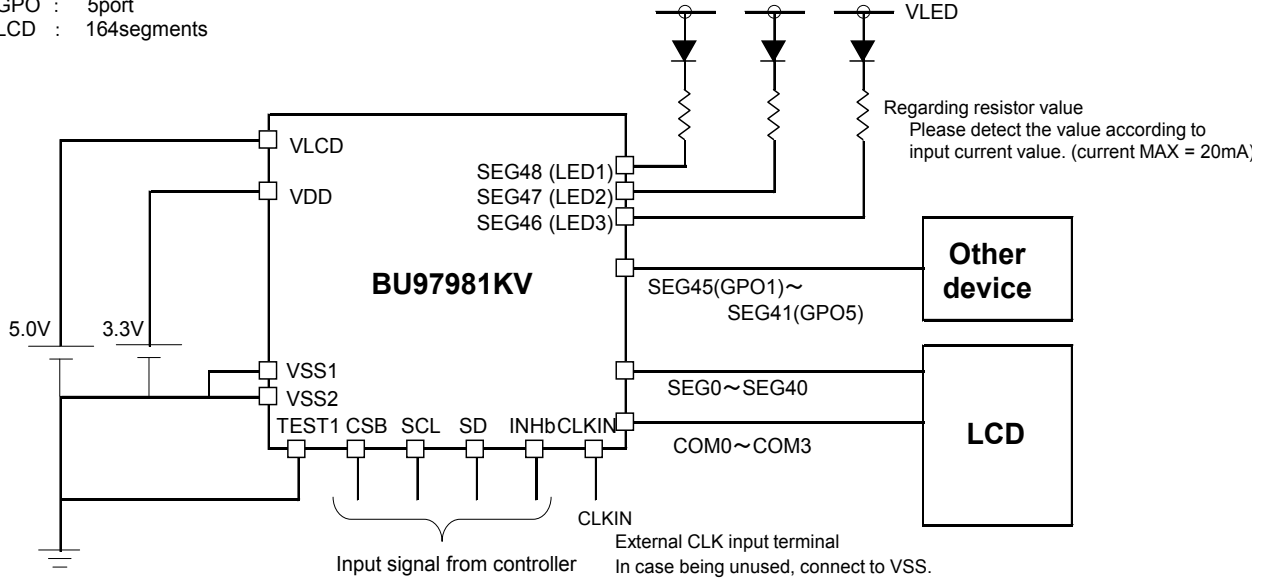 GPO : 5port
LCD : 164segments
VLED
Regarding resistor value
Please detect the value according to
input current value. (current MAX = 20mA)
VLCD
VDD
SEG48 (LED1)
SEG47 (LED2)
SEG46 (LED3)
BU97981KV
Other
device
SEG45(GPO1)～
SEG41(GPO5)
5.0V
3.3V
VSS1
VSS2
SEG0～SEG40
TEST1 CSB SCL SD INHb CLKIN
COM0～COM3
LCD
CLKIN
External CLK input terminal
Input signal from controller
In case being unused, connect to VSS.